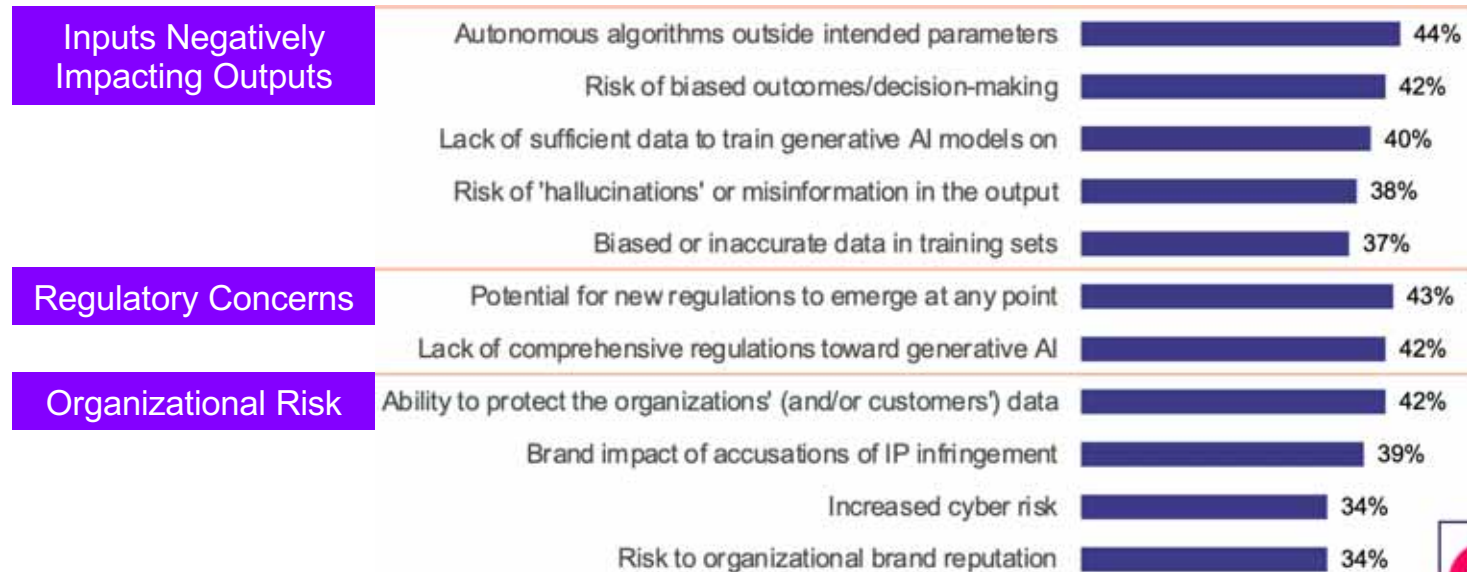 Inputs Negatively
Impacting Outputs
Autonomous algorithms outside intended parameters 44%
Risk of biased outcomes/decision-making 42%
Lack of sufficient data to train generative AI models on 40%
Risk of 'hallucinations' or misinformation in the output 38%
Biased or inaccurate data in training sets 37%
Regulatory Concerns
Potential for new regulations to emerge at any point 43%
Lack of comprehensive regulations toward generative AI 42%
Organizational Risk
Ability to protect the organizations' (and/or customers') data 42%
Brand impact of accusations of IP infringement 39%
Increased cyber risk 34%
Risk to organizational brand reputation 34%